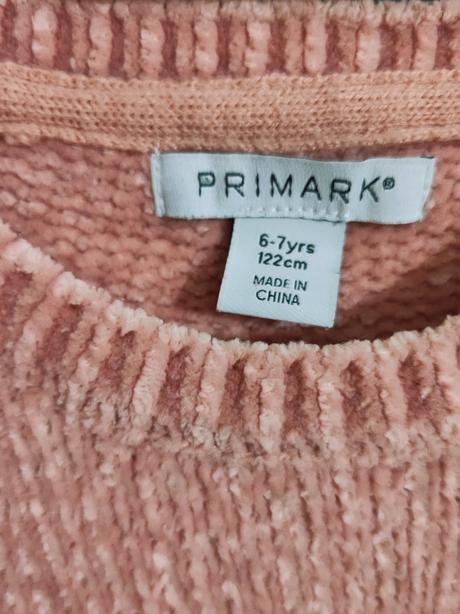 PRIMARK®
6-7yrs
122cm
MADE IN
CHINA